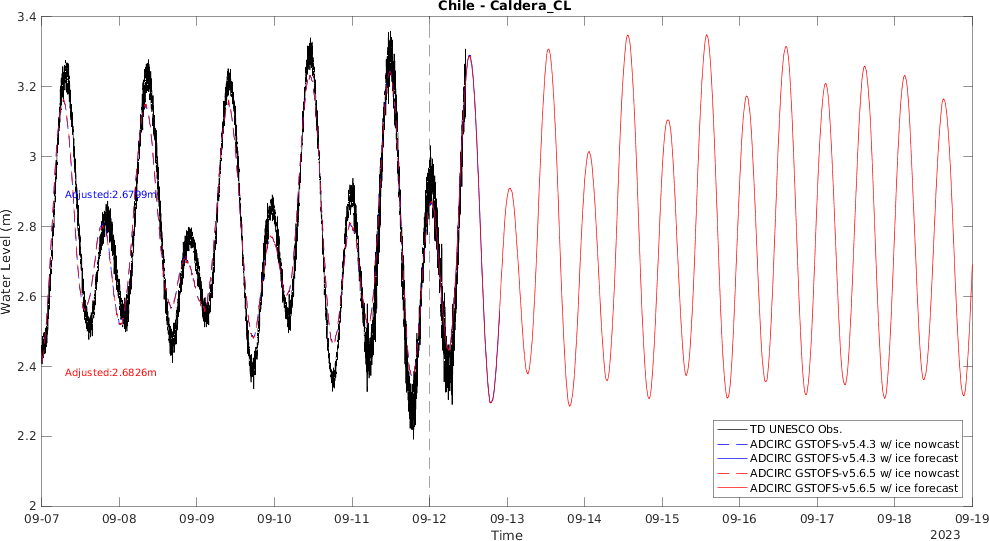 Chile - Caldera_CL
3.4
3.2
3
2.8
2.6
2.4
2.2
2
Water Level (m)
Adjusted:2.6799m
Adjusted:2.6826m
TD UNESCO Obs.
ADCIRC GSTOFS-v5.4.3 w/ ice nowcast
ADCIRC GSTOFS-v5.4.3 w/ ice forecast
ADCIRC GSTOFS-v5.6.5 w/ ice nowcast
ADCIRC GSTOFS-v5.6.5 w/ ice forecast
09-07 09-08 09-09 09-10 09-11 09-12 09-13 09-14 09-15 09-16 09-17 09-18 09-19
Time
2023